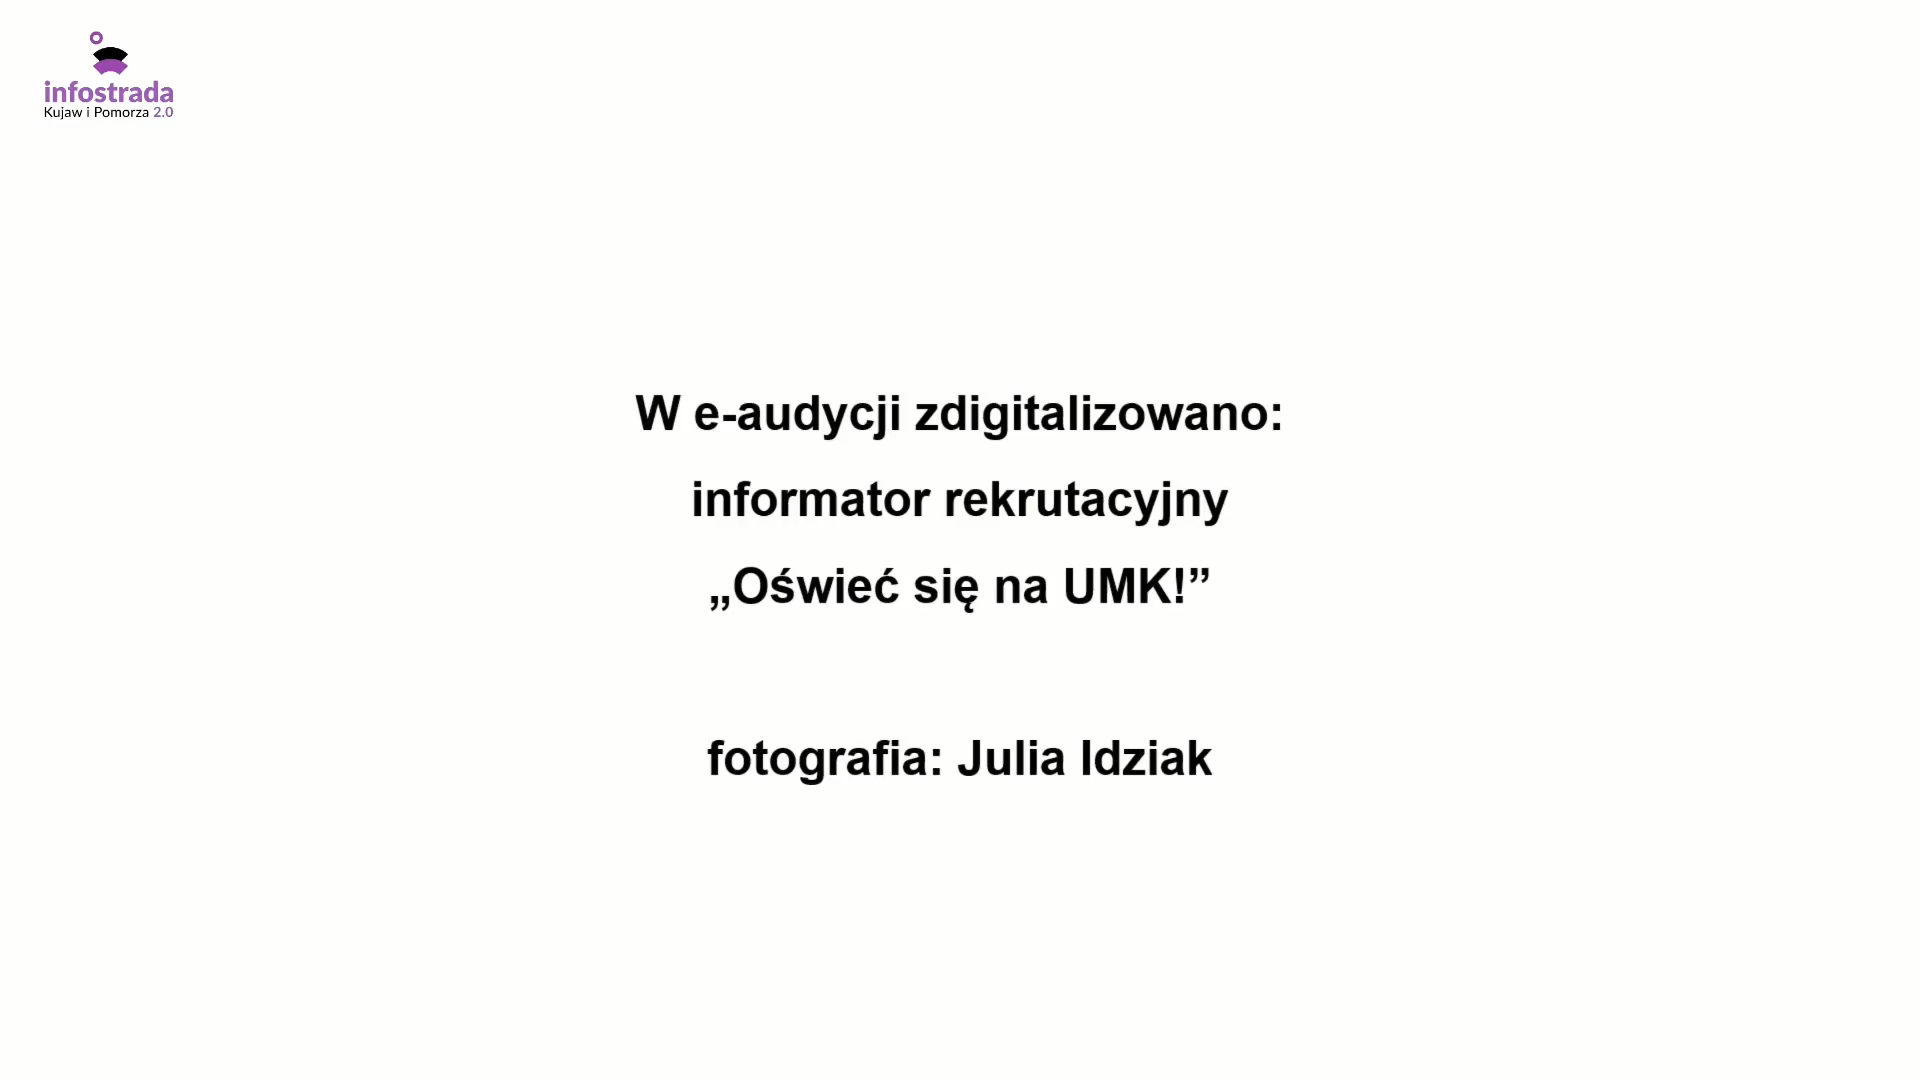 infostrada
Kujaw i Pomorza 2.0
W e-audycji zdigitalizowano:
informator rekrutacyjny
„Oświeć się na UMK!”
fotografia: Julia Idziak